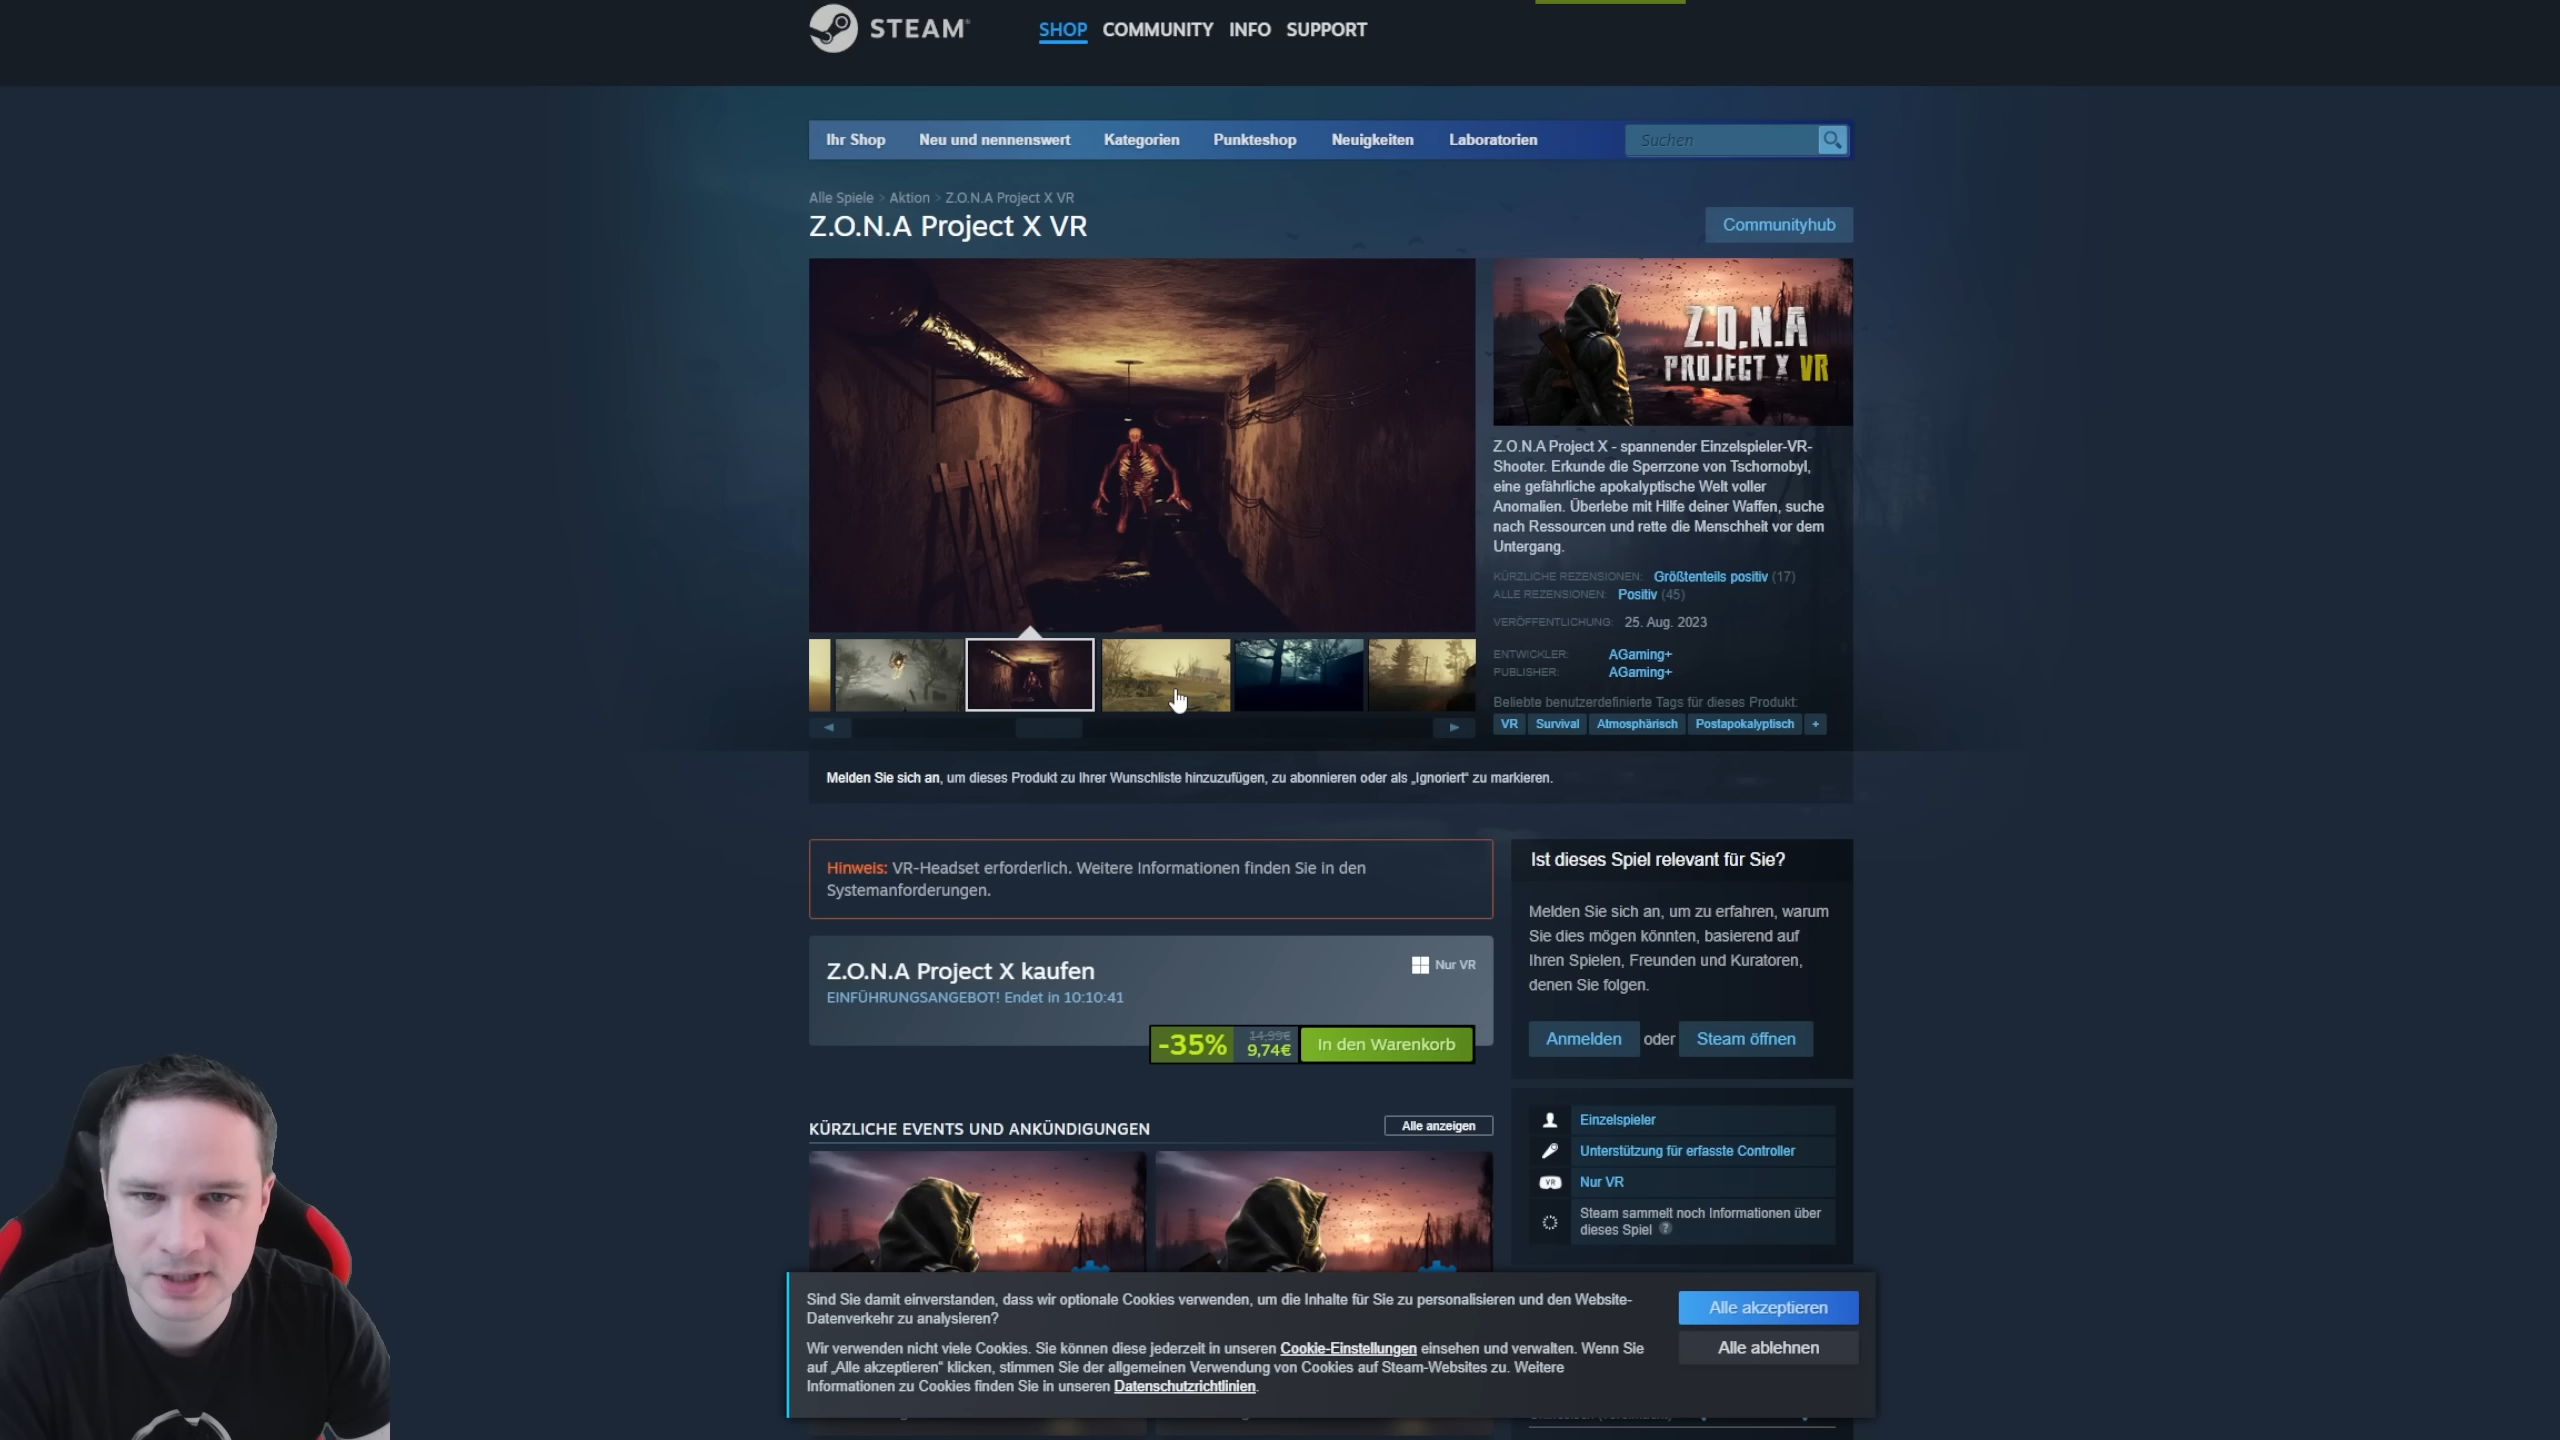 STEAM
SHOP COMMUNITY INFO SUPPORT
Ihr Shop Neu und nennenswert Kategorien Punkteshop Neuigkeiten Laboratorien Suchen
Alle Spiele > Aktion > Z.O.N.A Project X VR
Z.O.N.A Project X VR
Communityhub
Z.O.N.A
PROJECT X VR
Z.O.N.A Project X - spannender Einzelspieler-VR-
Shooter. Erkunde die Sperrzone von Tschornobyl,
eine gefährliche apokalyptische Welt voller
Anomalien. Überlebe mit Hilfe deiner Waffen, suche
nach Ressourcen und rette die Menschheit vor dem
Untergang.
KÜRZLICHE REZENSIONEN: Größtenteils positiv (17)
ALLE REZENSIONEN: Positiv (45)
VERÖFFENTLICHUNG: 25. Aug. 2023
ENTWICKLER: AGaming+
PUBLISHER: AGaming+
Beliebte benutzerdefinierte Tags für dieses Produkt:
VR Survival Atmosphärisch Postapokalyptisch +
Melden Sie sich an, um dieses Produkt zu Ihrer Wunschliste hinzuzufügen, zu abonnieren oder als „Ignoriert“ zu markieren.
Hinweis: VR-Headset erforderlich. Weitere Informationen finden Sie in den
Systemanforderungen.
Z.O.N.A Project X kaufen
Nur VR
EINFÜHRUNGSANGEBOT! Endet in 10:10:41
-35% 14,99€
9,74€
In den Warenkorb
Ist dieses Spiel relevant für Sie?
Melden Sie sich an, um zu erfahren, warum
Sie dies mögen könnten, basierend auf
Ihren Spielen, Freunden und Kuratoren,
denen Sie folgen.
Anmelden oder Steam öffnen
KÜRZLICHE EVENTS UND ANKÜNDIGUNGEN
Alle anzeigen
Einzelspieler
Unterstützung für erfasste Controller
VR Nur VR
Steam sammelt noch Informationen über
dieses Spiel ?
Sind Sie damit einverstanden, dass wir optionale Cookies verwenden, um die Inhalte für Sie zu personalisieren und den Website-
Datenverkehr zu analysieren?
Wir verwenden nicht viele Cookies. Sie können diese jederzeit in unseren Cookie-Einstellungen einsehen und verwalten. Wenn Sie
auf „Alle akzeptieren“ klicken, stimmen Sie der allgemeinen Verwendung von Cookies auf Steam-Websites zu. Weitere
Informationen zu Cookies finden Sie in unseren Datenschutzrichtlinien.
Alle akzeptieren
Alle ablehnen